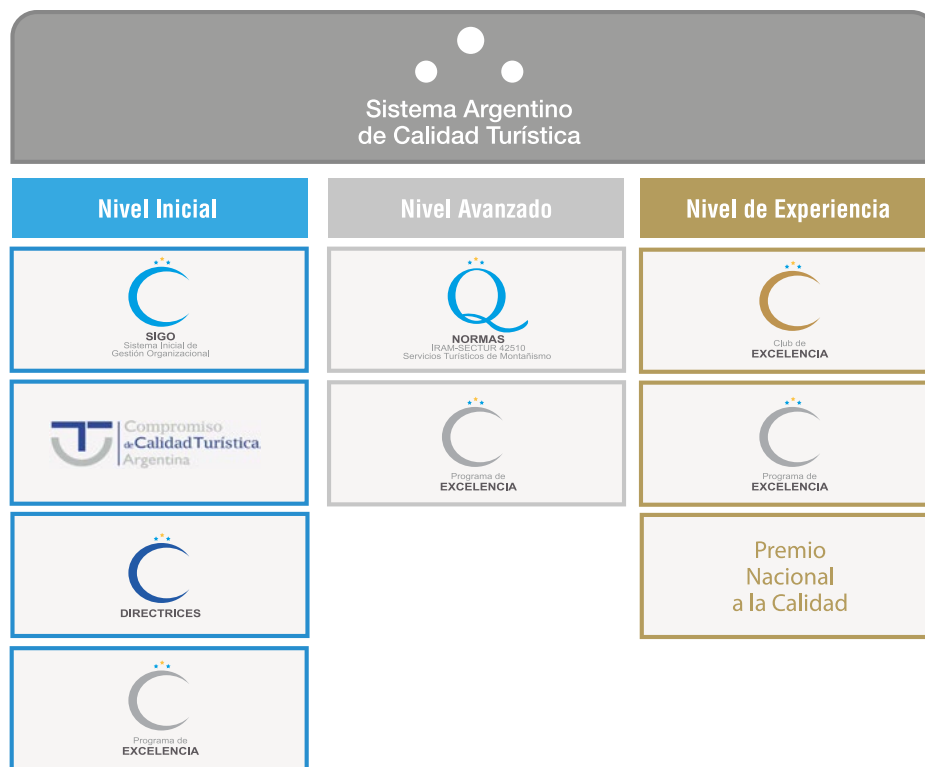 Sistema Argentino
de Calidad Turística
Nivel Inicial
SIGO
Sistema Inicial de
Gestión Organizacional
Compromiso
de Calidad Turística
Argentina
DIRECTRICES
Programa de
EXCELENCIA
Nivel Avanzado
NORMAS
IRAM-SECTUR 42510
Servicios Turísticos de Montañismo
Programa de
EXCELENCIA
Nivel de Experiencia
Club de
EXCELENCIA
Programa de
EXCELENCIA
Premio
Nacional
a la Calidad